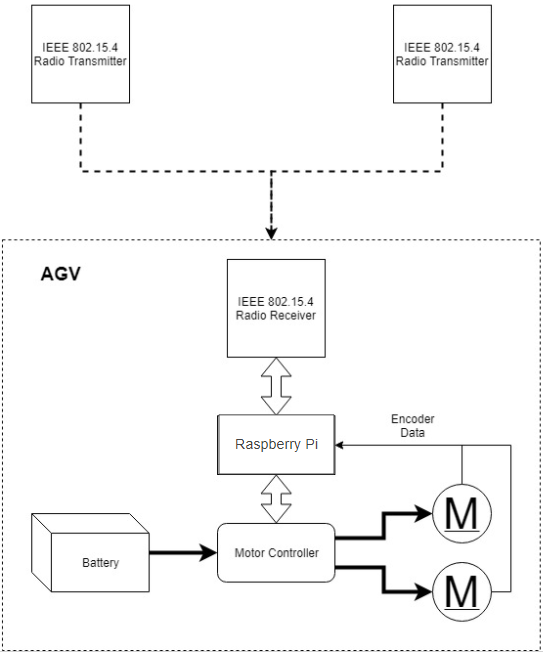 IEEE 802.15.4
Radio Transmitter
IEEE 802.15.4
Radio Transmitter
AGV
IEEE 802.15.4
Radio Receiver
Encoder
Data
Raspberry Pi
M
Motor Controller
Battery
M